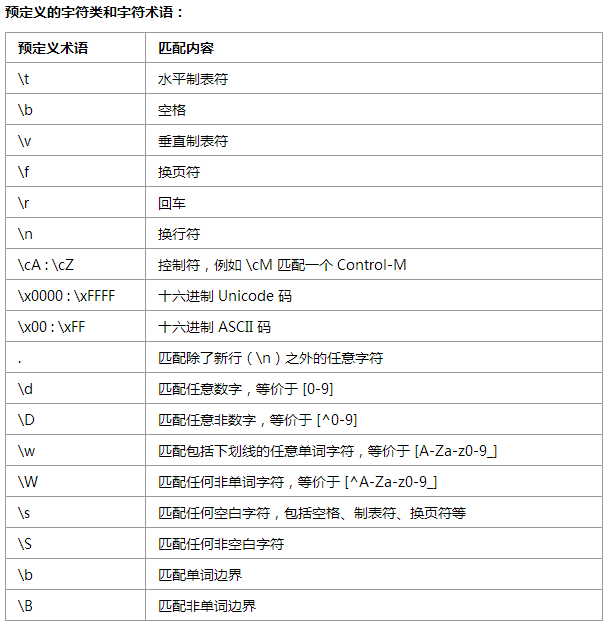 预定义的字符类和字符术语：
预定义术语 匹配内容
\t 水平制表符
\b 空格
\v 垂直制表符
\f 换页符
\r 回车
\n 换行符
\cA : \cZ 控制符，例如 \cM 匹配一个 Control-M
\x0000 : \xFFFF 十六进制 Unicode 码
\x00 : \xFF 十六进制 ASCII 码
. 匹配除了新行（\n）之外的任意字符
\d 匹配任意数字，等价于 [0-9]
\D 匹配任意非数字，等价于 [^0-9]
\w 匹配包括下划线的任意单词字符，等价于 [A-Za-z0-9_]
\W 匹配任何非单词字符，等价于 [^A-Za-z0-9_]
\s 匹配任何空白字符，包括空格、制表符、换页符等
\S 匹配任何非空白字符
\b 匹配单词边界
\B 匹配非单词边界